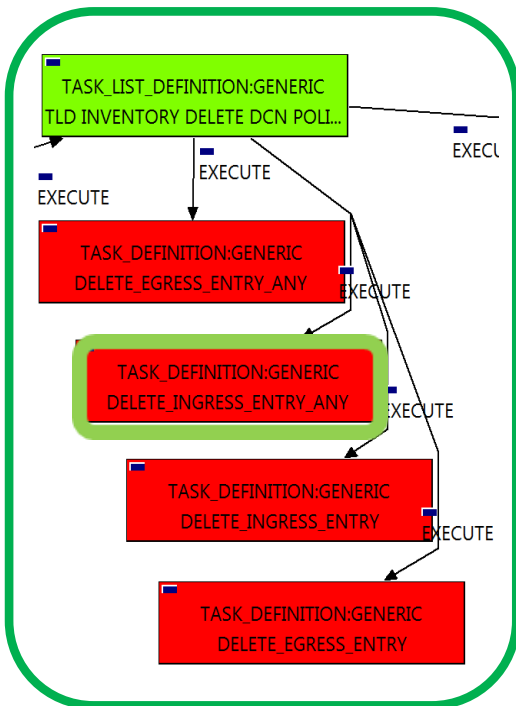 TASK_LIST_DEFINITION:GENERIC
TLD INVENTORY DELETE DCN POLI...
EXECU
EXECUTE
EXECUTE
TASK_DEFINITION:GENERIC
DELETE_EGRESS_ENTRY_ANY
EXECUTE
TASK_DEFINITION:GENERIC
DELETE_INGRESS_ENTRY_ANY
EXECUTE
TASK_DEFINITION:GENERIC
DELETE_INGRESS_ENTRY
EXECUTE
TASK_DEFINITION:GENERIC
DELETE_EGRESS_ENTRY